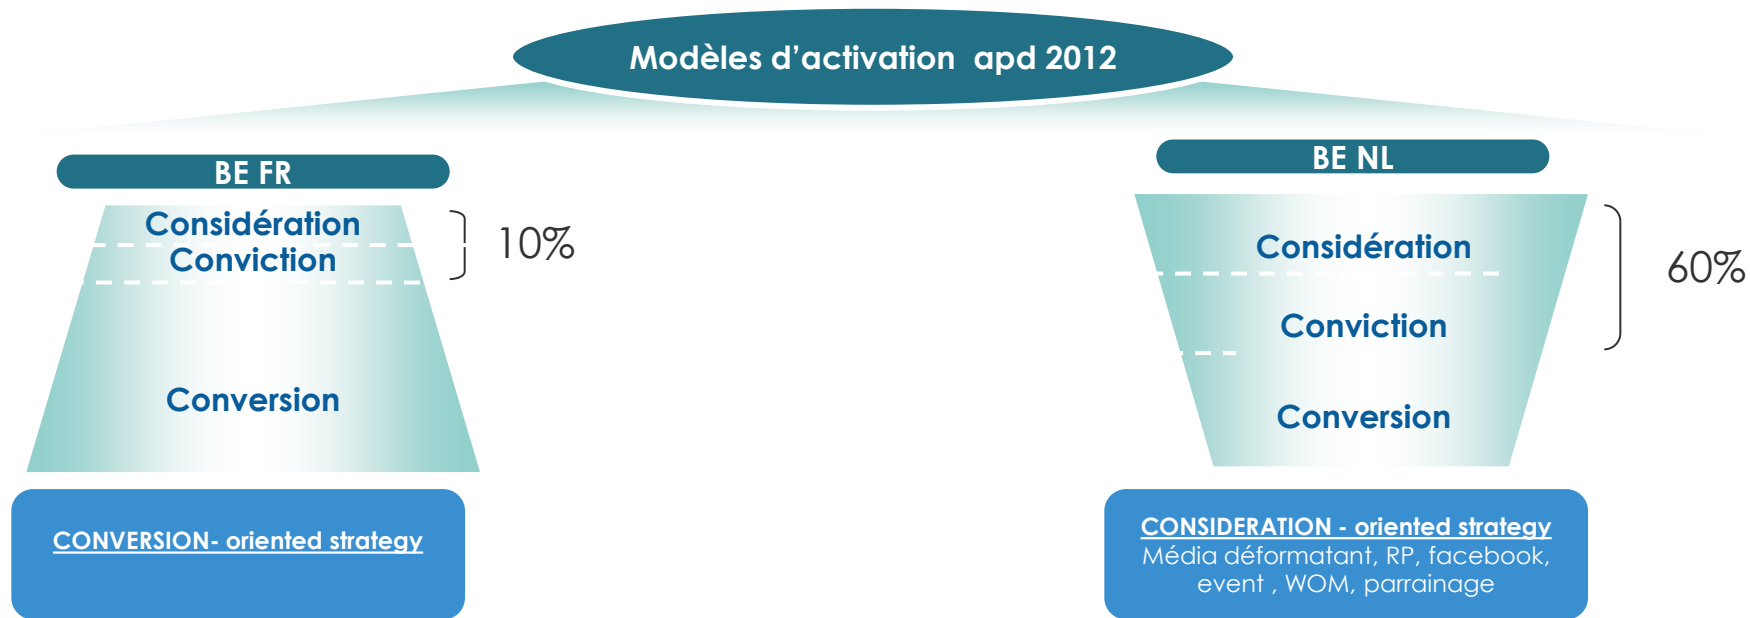 Modèles d’activation  apd 2012
BE FR
Considération
Conviction
Conversion
10%
CONVERSION- oriented strategy
BE NL
Considération
Conviction
Conversion
60%
CONSIDERATION - oriented strategy
Média déformatant, RP, facebook,
event , WOM, parrainage